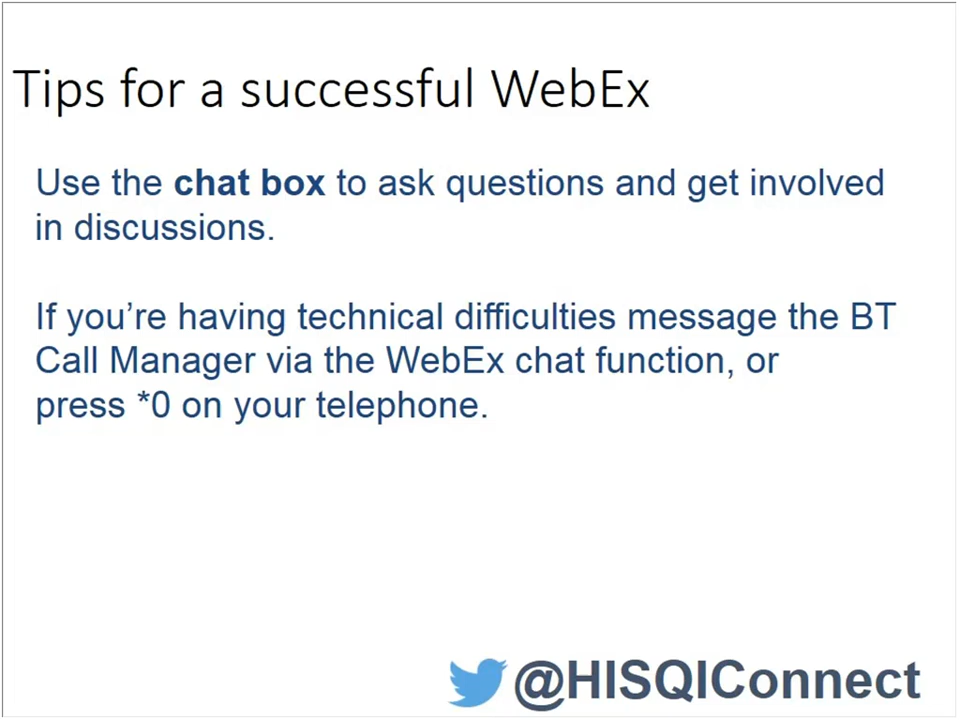 Tips for a successful WebEx
Use the chat box to ask questions and get involved
in discussions.
If you’re having technical difficulties message the BT
Call Manager via the WebEx chat function, or
press *0 on your telephone.
@HISQIConnect